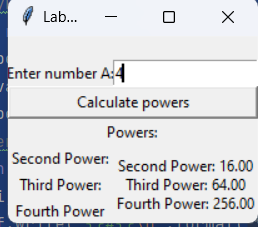 Lab...
Enter number A:4
Calculate powers
Powers:
Second Power: Second Power: 16.00
Third Power: Third Power: 64.00
Fourth Power Fourth Power: 256.00